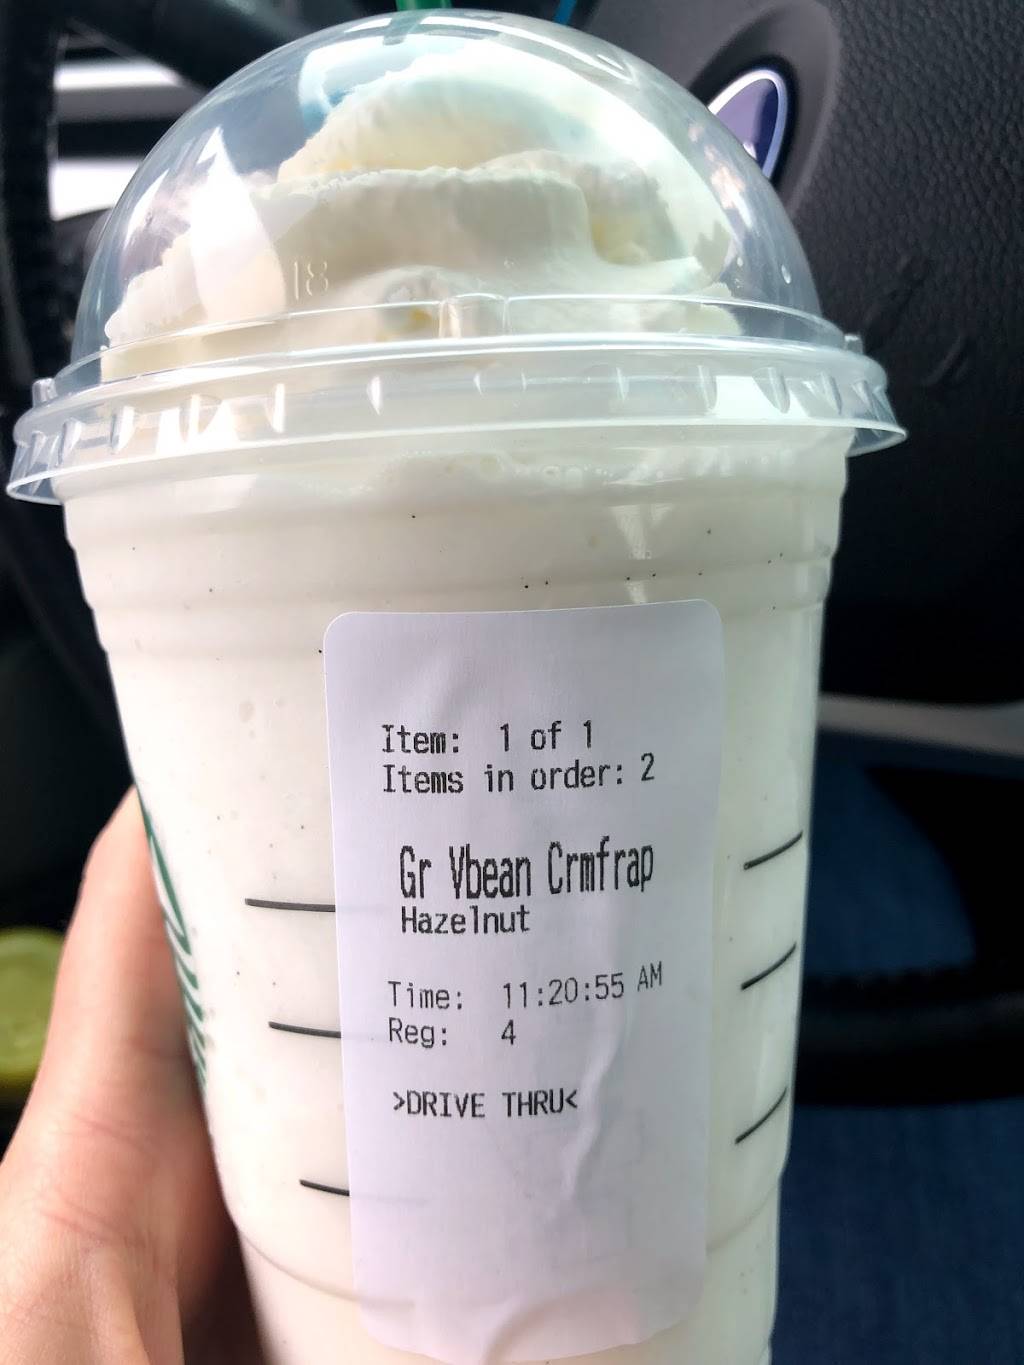 18
Item: 1 of 1
Items in order: 2
Gr Vbean Crmfrap
Hazelnut
Time: 11:20:55 AM
Reg: 4
>DRIVE THRU<